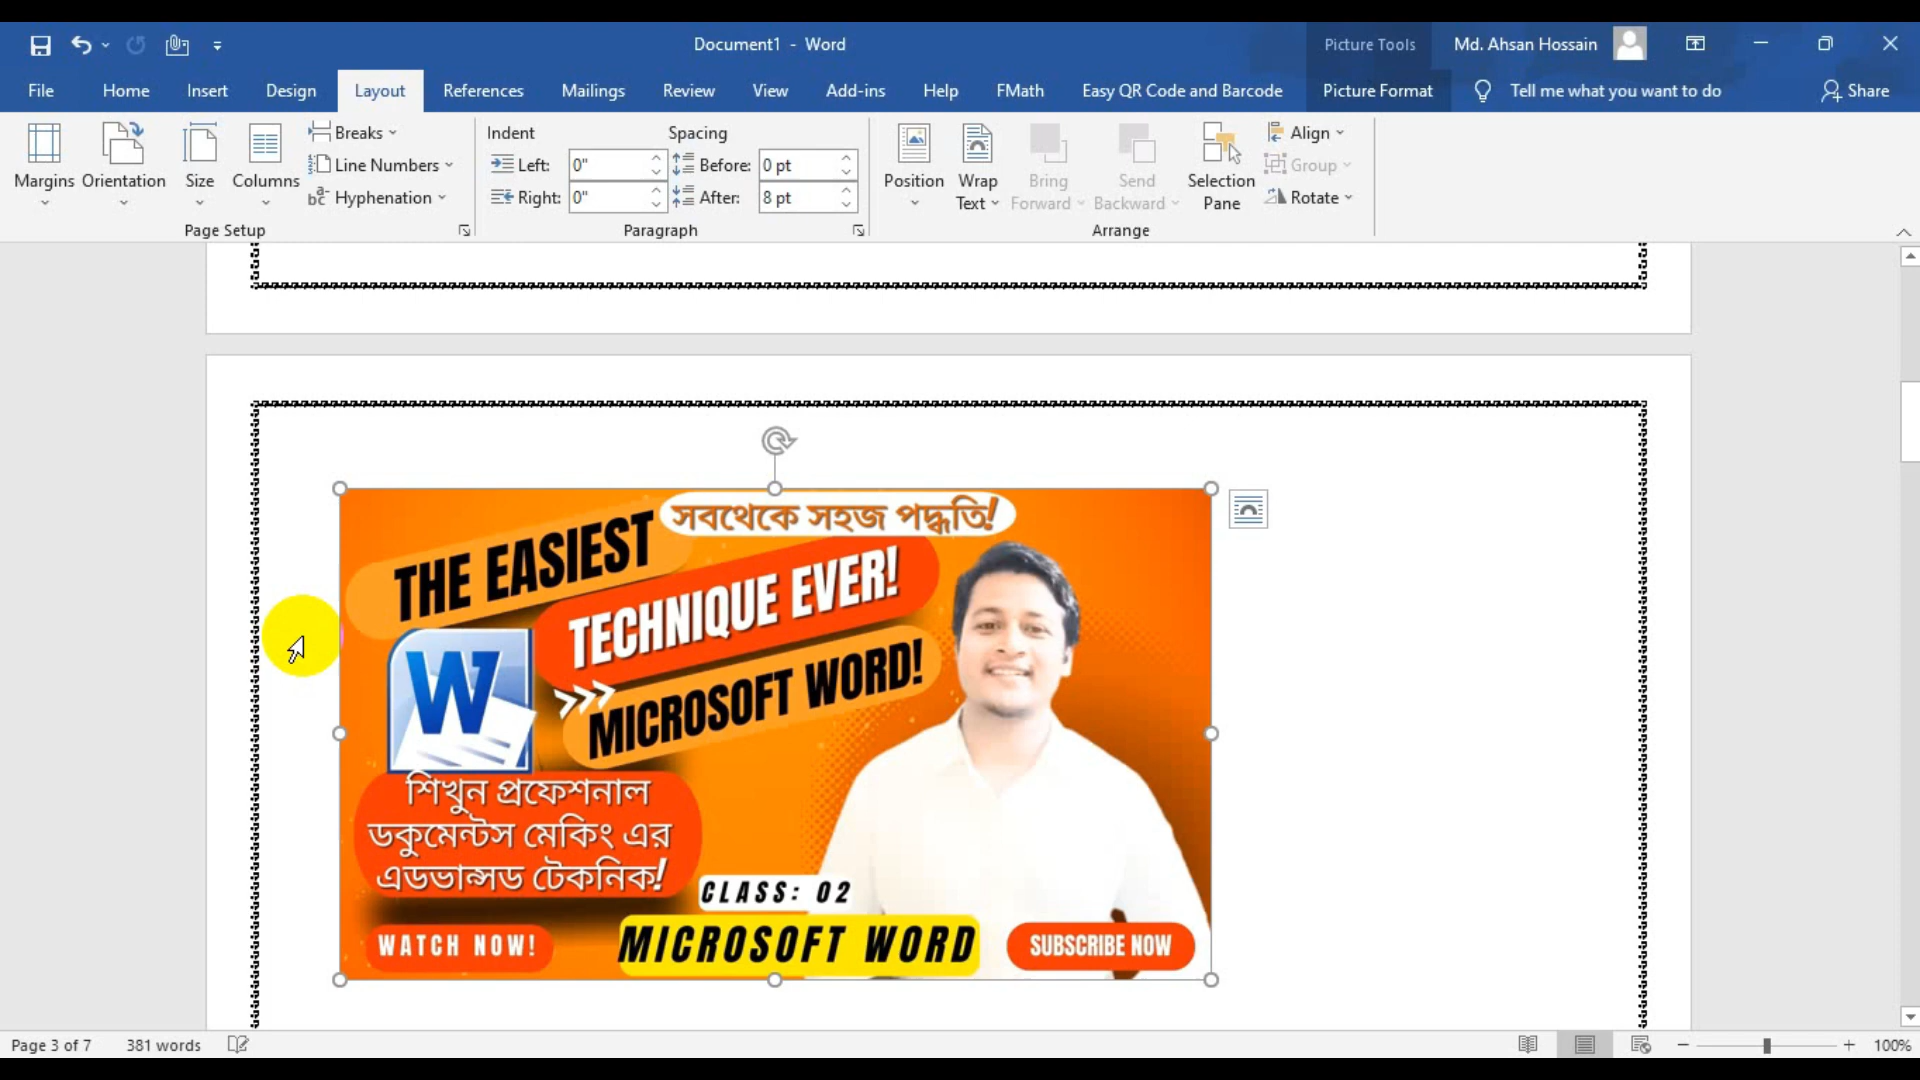 Document1 - Word
Picture Tools
Md. Ahsan Hossain
File Home Insert Design Layout References Mailings Review View Add-ins Help FMath Easy QR Code and Barcode Picture Format Tell me what you want to do Share
Margins
Orientation
Size
Columns
Breaks
Line Numbers
Hyphenation
Page Setup
Indent
Left: 0"
Right: 0"
Spacing
Before: 0 pt
After: 8 pt
Paragraph
Position
Wrap
Text
Bring
Forward
Send
Backward
Selection
Pane
Align
Group
Rotate
Arrange
সবথেকে সহজ পদ্ধতি!
THE EASIEST
TECHNIQUE EVER!
MICROSOFT WORD!
W
শিখুন প্রফেশনাল
ডকুমেন্টস মেকিং এর
এডভান্সড টেকনিক!
CLASS: 02
WATCH NOW!
MICROSOFT WORD
SUBSCRIBE NOW
Page 3 of 7 381 words 100%